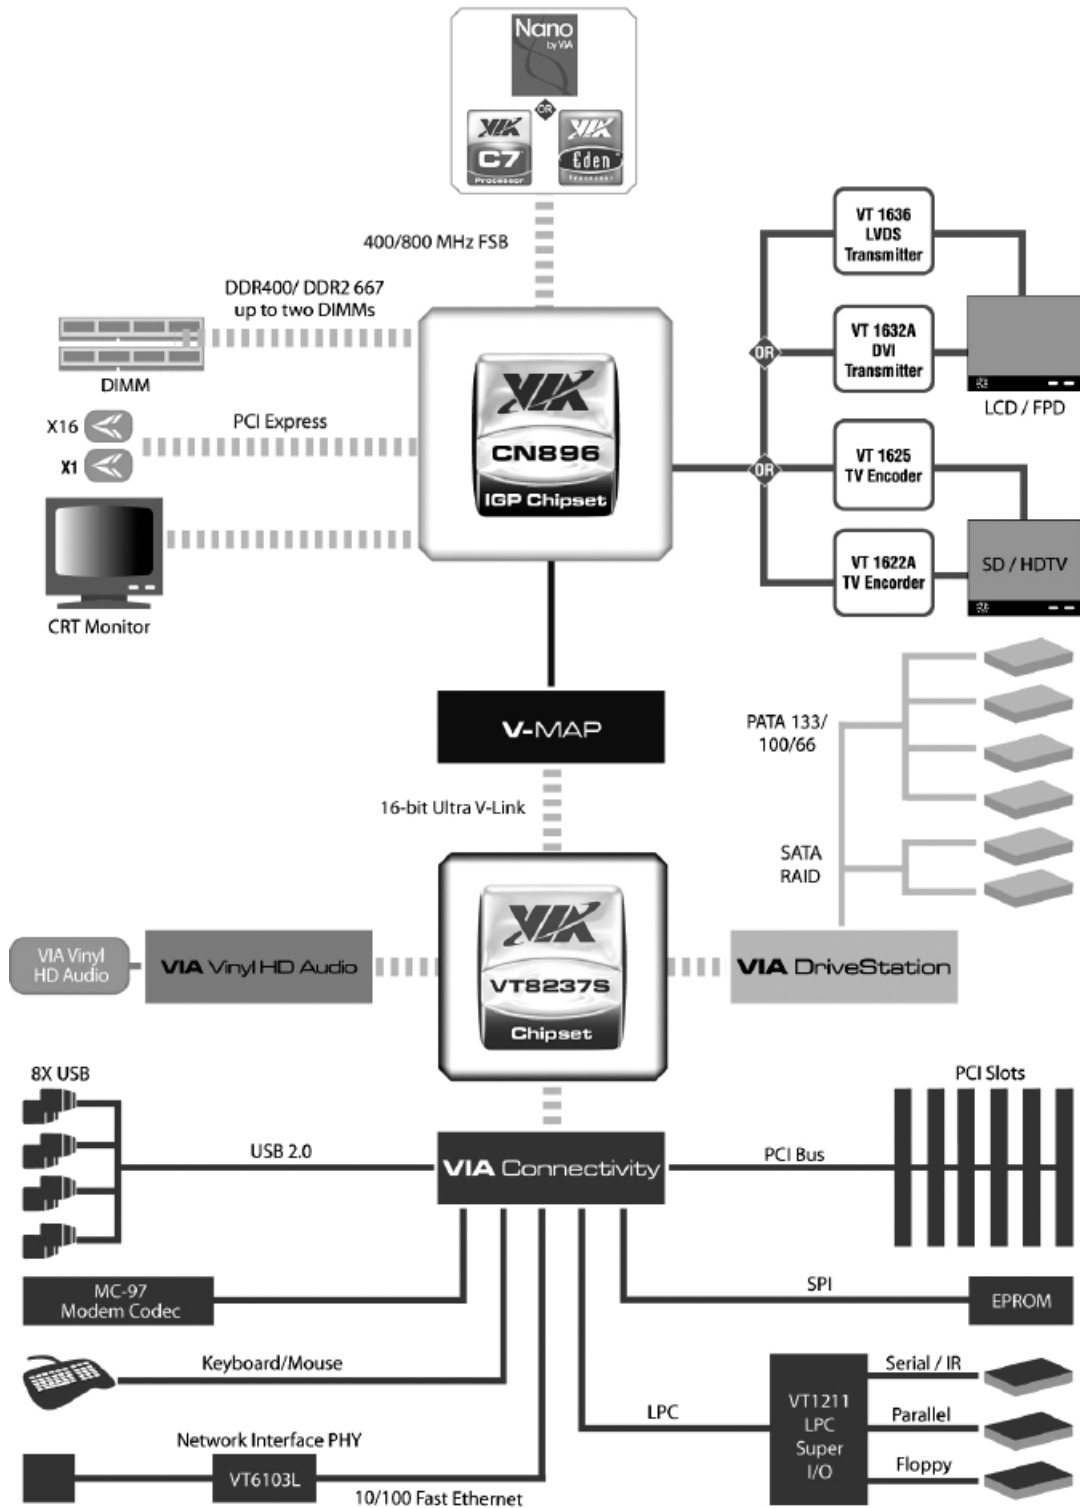 Nano
by VIA
OR
VIA
C7
Processor
VIA
Eden
Processor
400/800 MHz FSB
DDR400/ DDR2 667
up to two DIMMs
DIMM
X16
PCI Express
X1
CRT Monitor
VIA
CN896
IGP Chipset
VT 1636
LVDS
Transmitter
OR
VT 1632A
DVI
Transmitter
LCD / FPD
OR
VT 1625
TV Encoder
VT 1622A
TV Encorder
SD / HDTV
V-MAP
16-bit Ultra V-Link
PATA 133/
100/66
SATA
RAID
VIA Vinyl
HD Audio
VIA Vinyl HD Audio
VIA
VT8237S
Chipset
VIA DriveStation
8X USB
USB 2.0
VIA Connectivity
PCI Bus
PCI Slots
MC-97
Modem Codec
SPI
EPROM
Keyboard/Mouse
LPC
VT1211
LPC
Super
I/O
Serial / IR
Parallel
Floppy
Network Interface PHY
VT6103L
10/100 Fast Ethernet